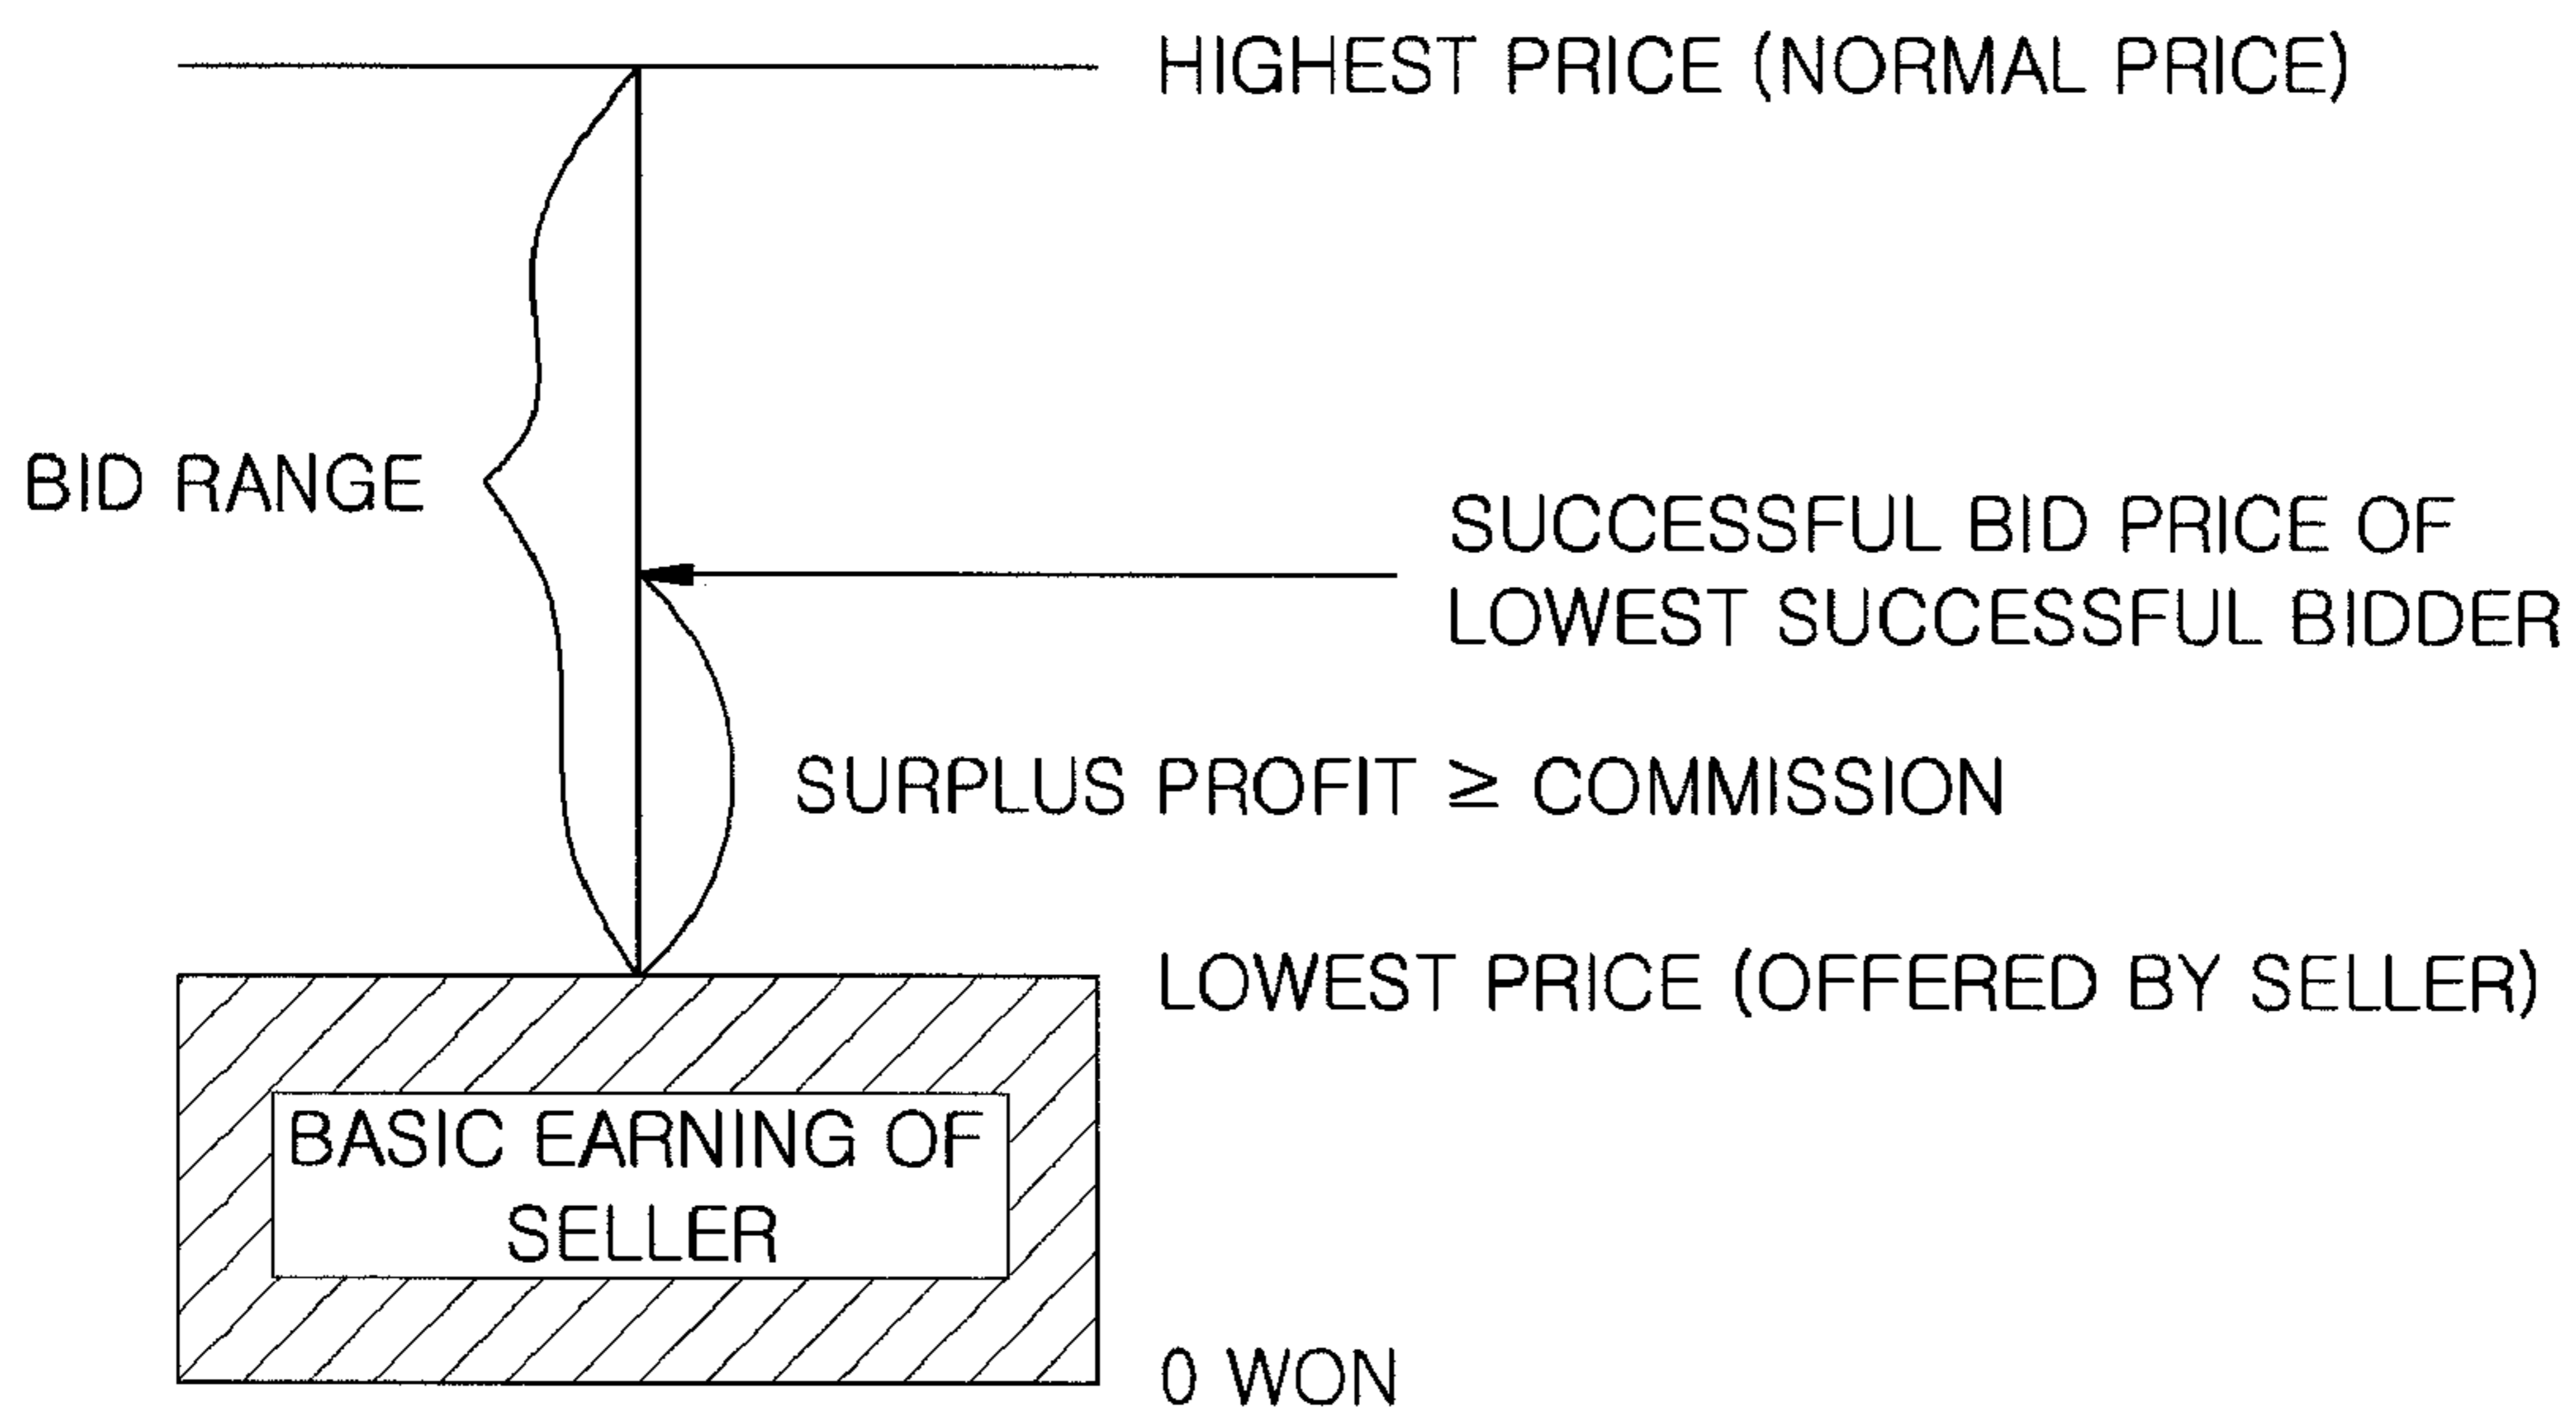 HIGHEST PRICE (NORMAL PRICE)
BID RANGE
SUCCESSFUL BID PRICE OF
LOWEST SUCCESSFUL BIDDER
SURPLUS PROFIT ≥ COMMISSION
LOWEST PRICE (OFFERED BY SELLER)
BASIC EARNING OF
SELLER
0 WON